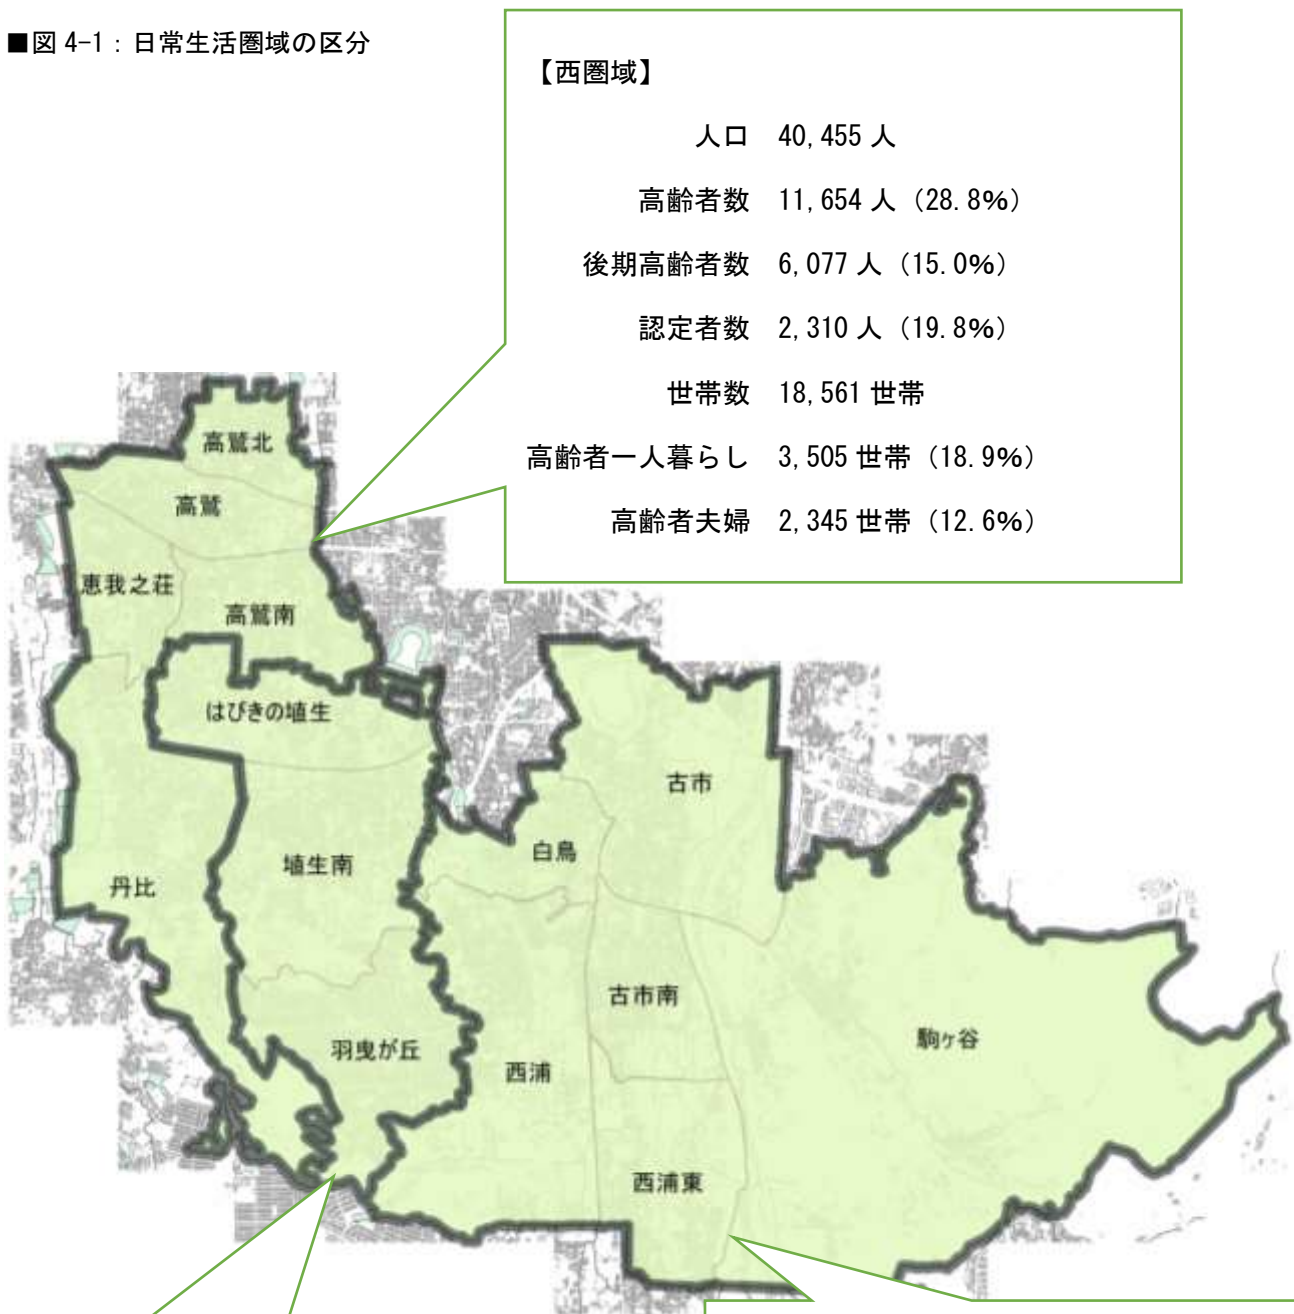 ■図 4-1：日常生活圏域の区分
【西圏域】
人口 40,455 人
高齢者数 11,654 人（28.8%）
後期高齢者数 6,077 人（15.0%）
認定者数 2,310 人（19.8%）
世帯数 18,561 世帯
高齢者一人暮らし 3,505 世帯（18.9%）
高齢者夫婦 2,345 世帯（12.6%）
高鷲北
高鷲
恵我之荘
高鷲南
はびきの埴生
古市
白鳥
埴生南
丹比
古市南
駒ヶ谷
羽曳が丘
西浦
西浦東